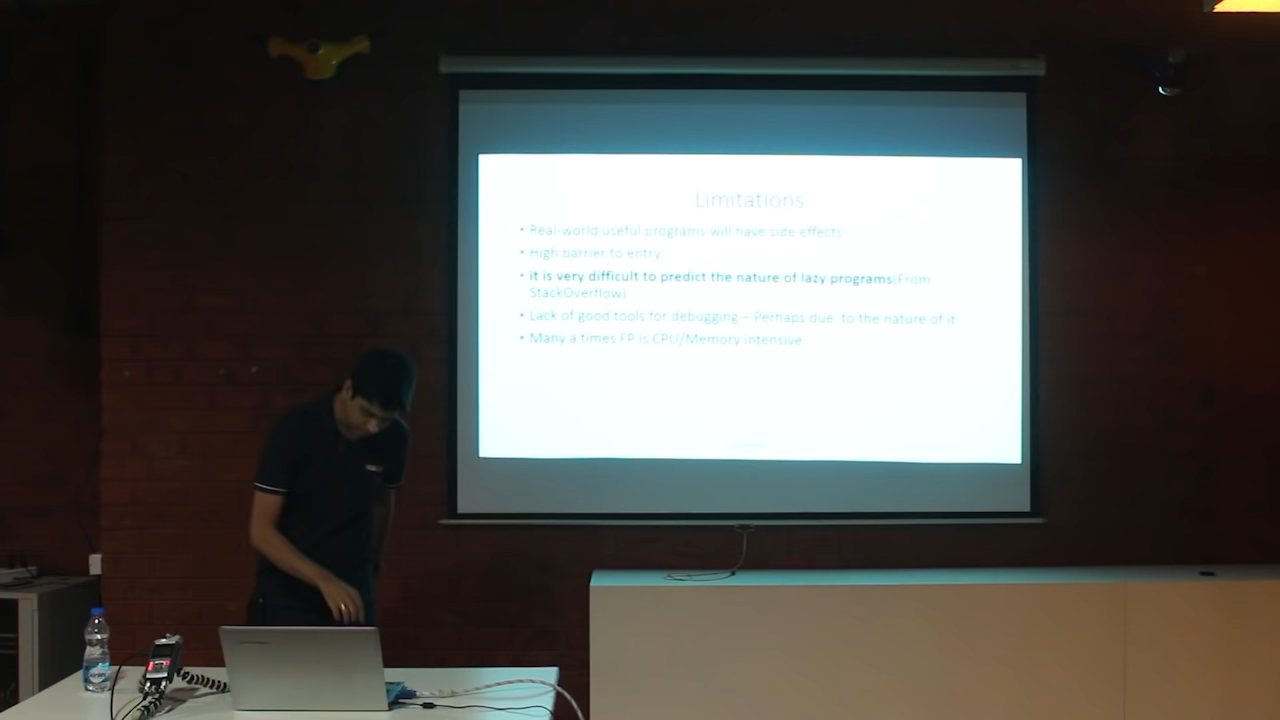 Limitations
• Real-world useful programs will have side effects.
• High barrier to entry
• it is very difficult to predict the nature of lazy programs(From
StackOverflow)
• Lack of good tools for debugging – Perhaps due to the nature of it
• Many a times FP is CPU/Memory intensive